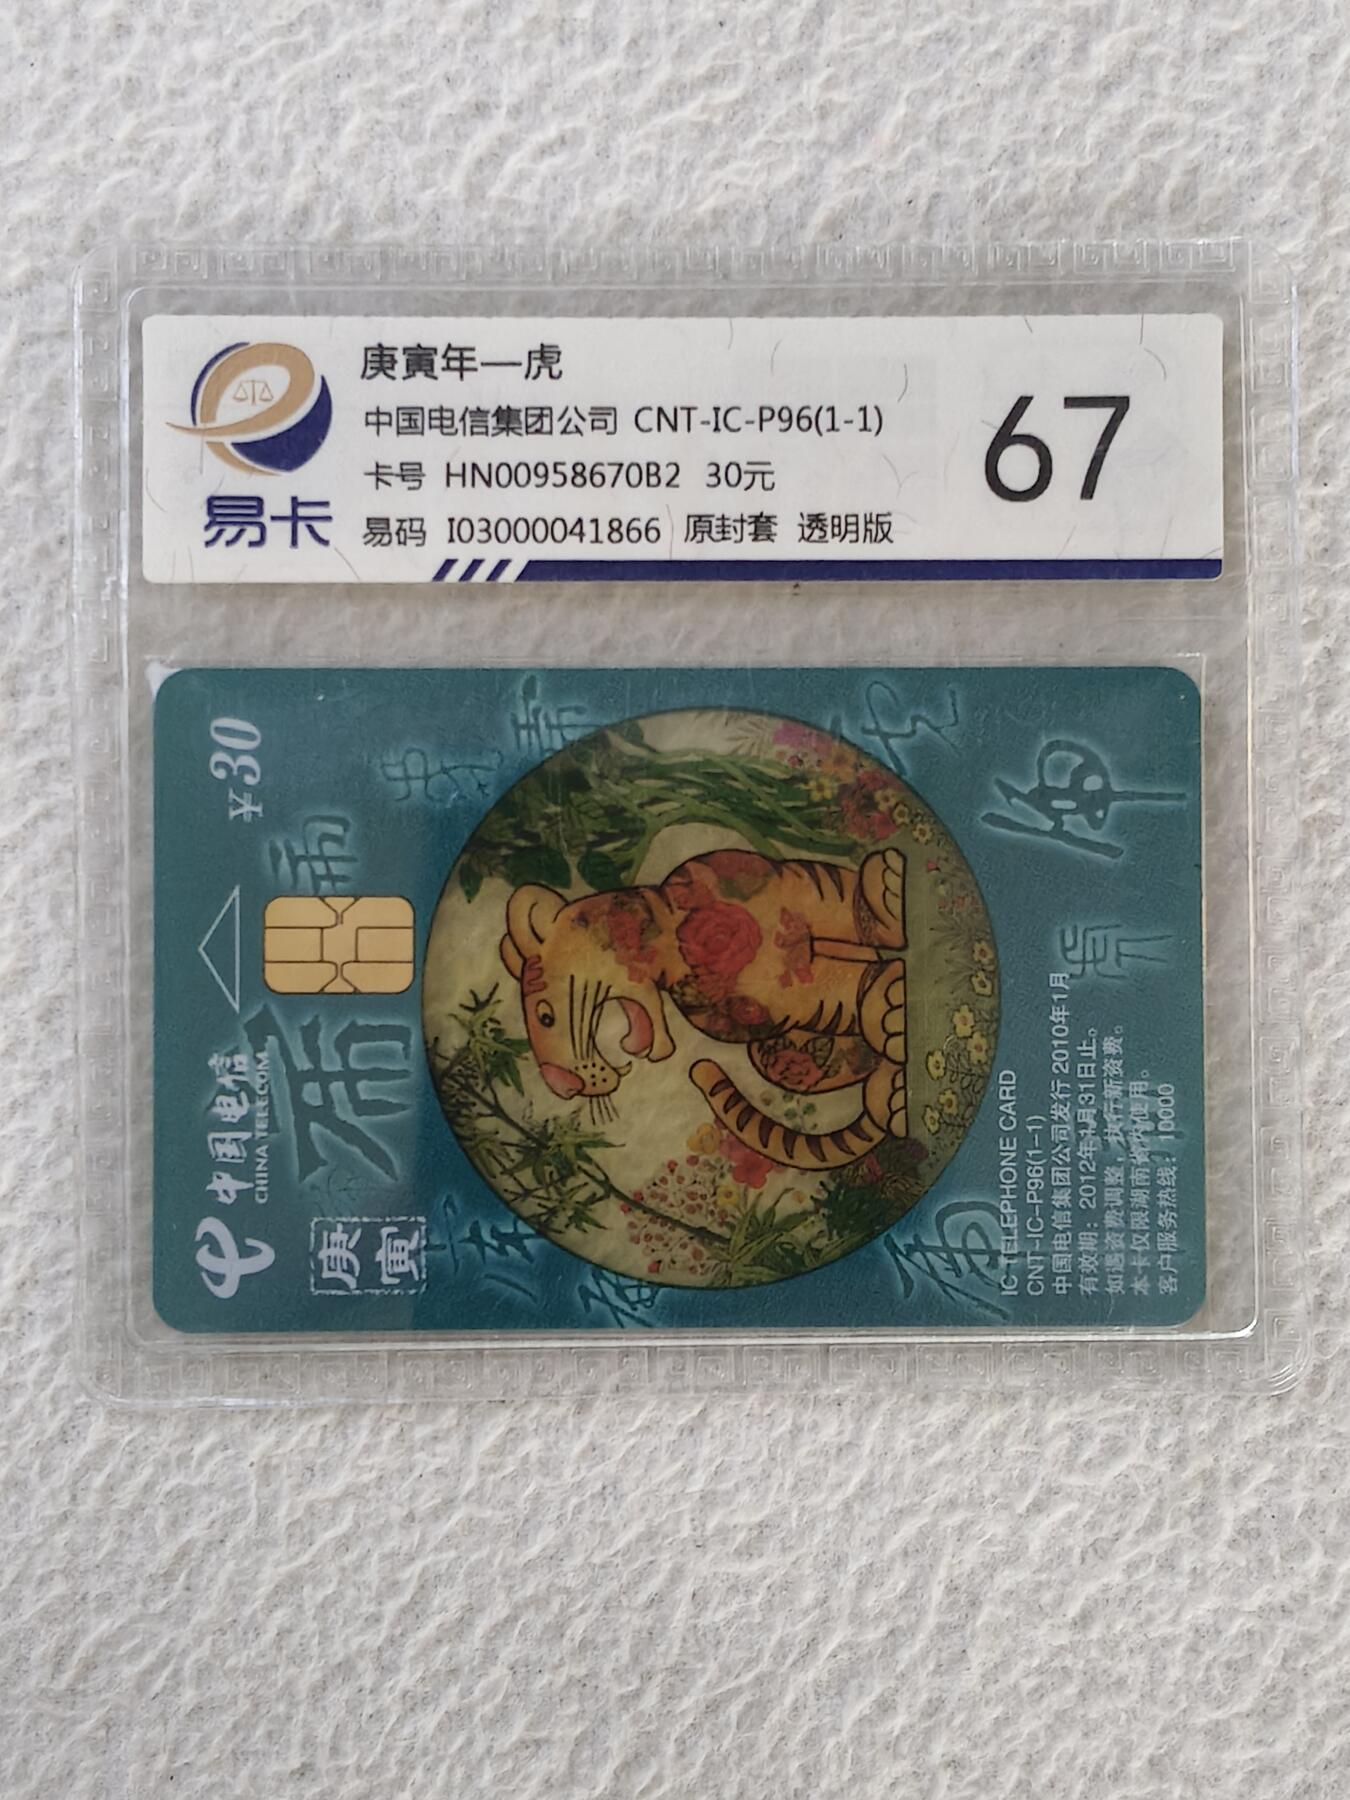 庚寅年—虎
中国电信集团公司 CNT-IC-P96(1-1)
卡号 HN00958670B2 30元
易码 I03000041866 原封套 透明版
易卡
67
¥30
中国电信
CHINA TELECOM
庚寅
IC TELEPHONE CARD
CNT-IC-P96(1-1)
中国电信集团公司发行 2010年1月
有效期：2012年1月31日止。
如遇资费调整，执行新资费。
本卡仅限湖南省内使用。
客户服务热线：10000